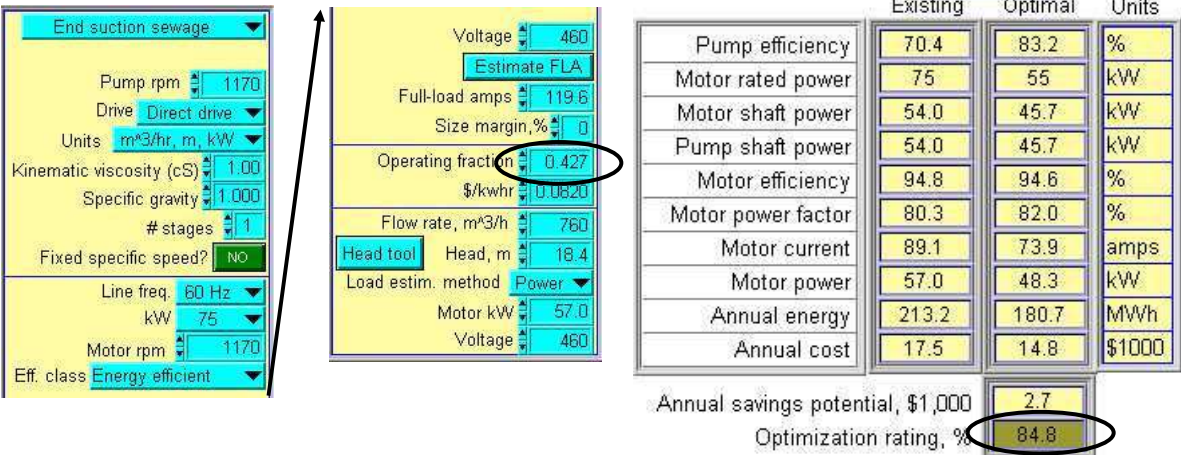 End suction sewage
Pump rpm 1170
Drive Direct drive
Units m^3/hr, m, kW
Kinematic viscosity (cS) 1.00
Specific gravity 1.000
# stages 1
Fixed specific speed? NO
Line freq. 60 Hz
kW 75
Motor rpm 1170
Eff. class Energy efficient
Voltage 460
Estimate FLA
Full-load amps 119.6
Size margin,% 0
Operating fraction 0.427
$/kwhr 0.0820
Flow rate, m^3/h 760
Head tool Head, m 18.4
Load estim. method Power
Motor kW 57.0
Voltage 460
Existing Optimal Units
Pump efficiency 70.4 83.2 %
Motor rated power 75 55 kW
Motor shaft power 54.0 45.7 kW
Pump shaft power 54.0 45.7 kW
Motor efficiency 94.8 94.6 %
Motor power factor 80.3 82.0 %
Motor current 89.1 73.9 amps
Motor power 57.0 48.3 kW
Annual energy 213.2 180.7 MWh
Annual cost 17.5 14.8 $1000
Annual savings potential, $1,000 2.7
Optimization rating, % 84.8